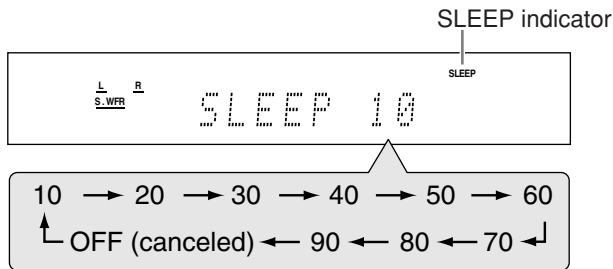 SLEEP indicator
SLEEP
L R
S.WFR
SLEEP 10
10 → 20 → 30 → 40 → 50 → 60
OFF (canceled) ← 90 ← 80 ← 70